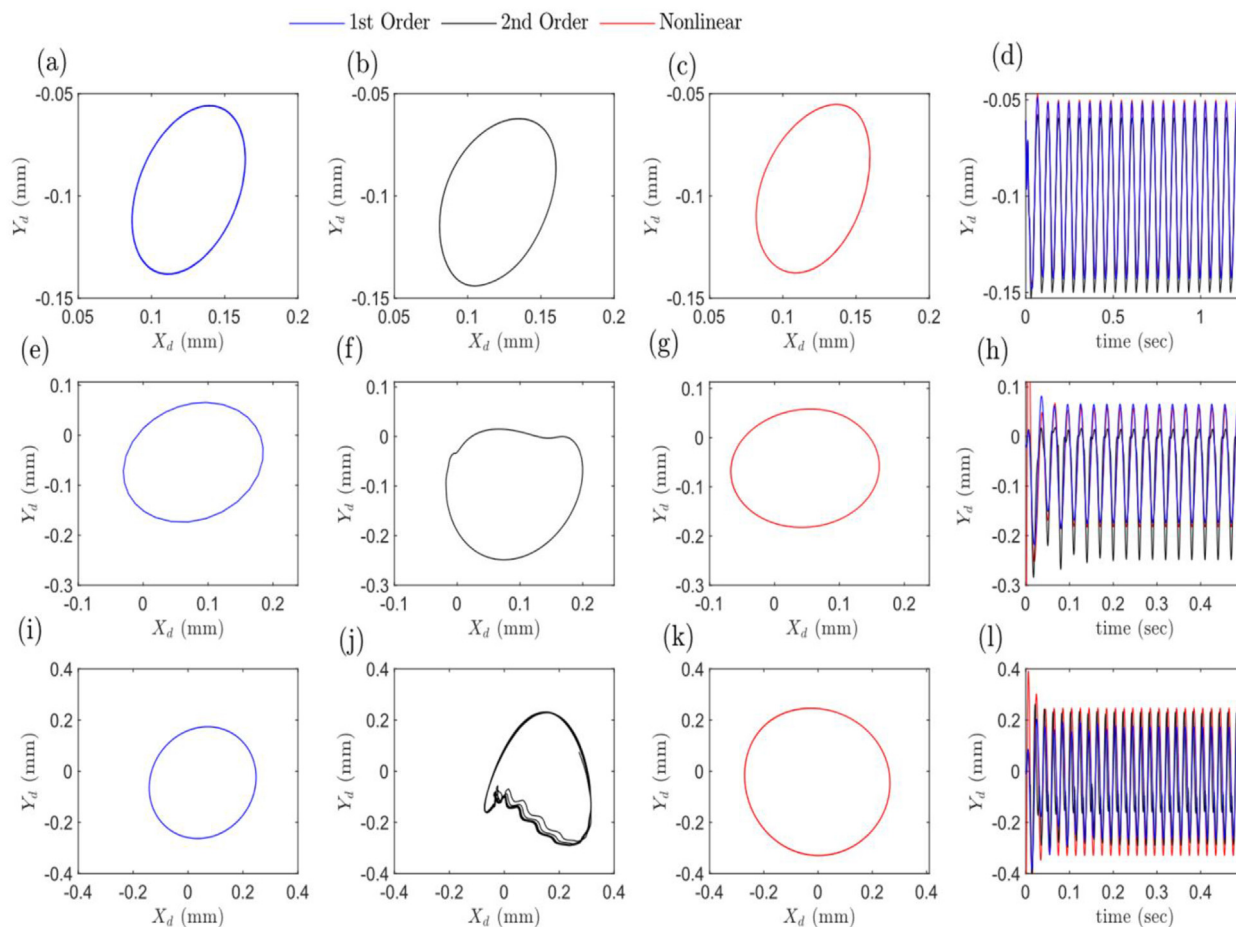 1st Order 2nd Order Nonlinear
(a) (b) (c) (d)
-0.05 -0.05 -0.05 -0.05
Y_d (mm) Y_d (mm) Y_d (mm) Y_d (mm)
-0.1 -0.1 -0.1 -0.1
-0.15 -0.15 -0.15 -0.15
0.05 0.1 0.15 0.2 0.05 0.1 0.15 0.2 0.05 0.1 0.15 0.2 0 0.5 1
X_d (mm) X_d (mm) X_d (mm) time (sec)
(e) (f) (g) (h)
0.1 0.1 0.1 0.1
0 0 0 0
Y_d (mm) Y_d (mm) Y_d (mm) Y_d (mm)
-0.1 -0.1 -0.1 -0.1
-0.2 -0.2 -0.2 -0.2
-0.3 -0.3 -0.3 -0.3
-0.1 0 0.1 0.2 0 0.1 0.2 -0.1 0 0.1 0.2 0 0.1 0.2 0.3 0.4
X_d (mm) X_d (mm) X_d (mm) time (sec)
(i) (j) (k) (l)
0.4 0.4 0.4 0.4
0.2 0.2 0.2 0.2
Y_d (mm) Y_d (mm) Y_d (mm) Y_d (mm)
0 0 0 0
-0.2 -0.2 -0.2 -0.2
-0.4 -0.4 -0.4 -0.4
-0.4 -0.2 0 0.2 0.4 -0.4 -0.2 0 0.2 0.4 -0.4 -0.2 0 0.2 0.4 0 0.1 0.2 0.3 0.4
X_d (mm) X_d (mm) X_d (mm) time (sec)